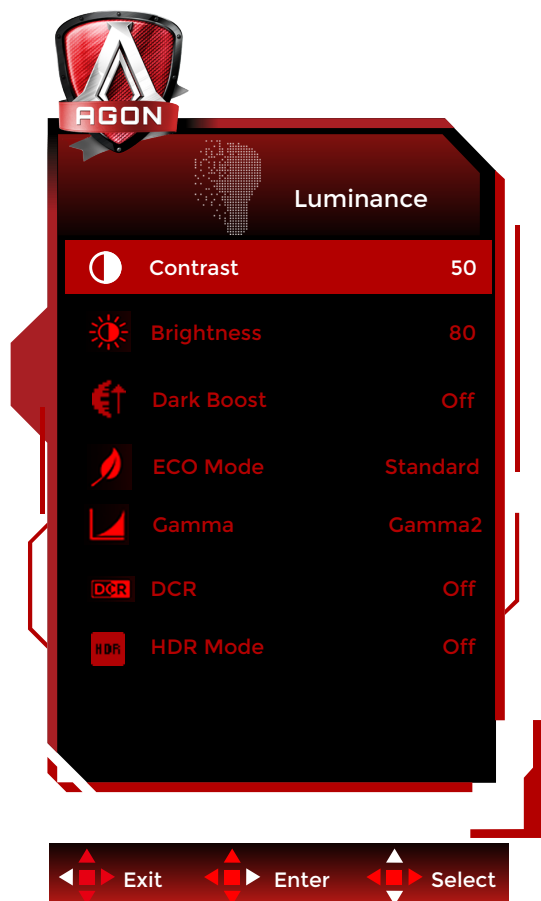 AGON
Luminance
Contrast 50
Brightness 80
Dark Boost Off
ECO Mode Standard
Gamma Gamma2
DCR DCR Off
HDR HDR Mode Off
Exit Enter Select